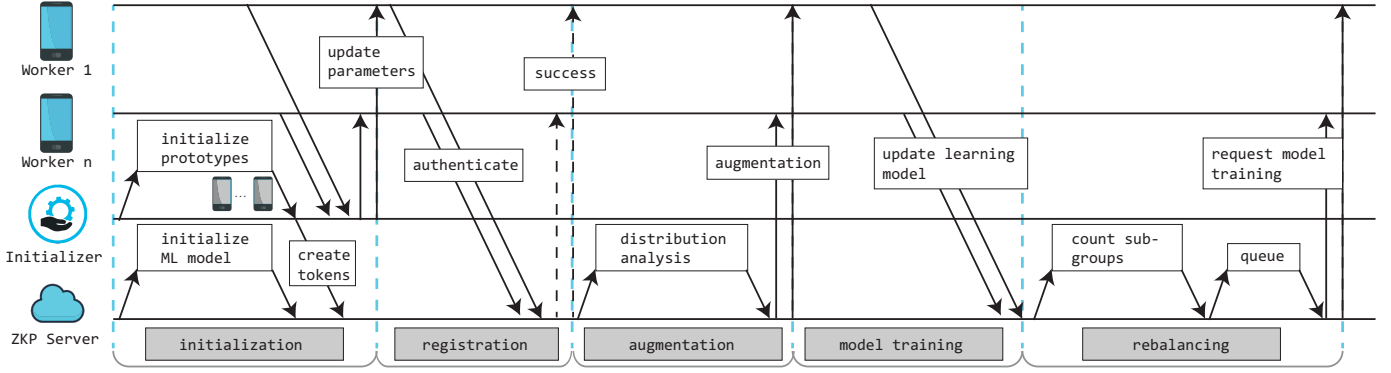 Worker 1
Worker n
Initializer
ZKP Server
initialize
prototypes
...
initialize
ML model
create
tokens
update
parameters
authenticate
success
distribution
analysis
augmentation
update learning
model
count sub-
groups
queue
request model
training
initialization
registration
augmentation
model training
rebalancing